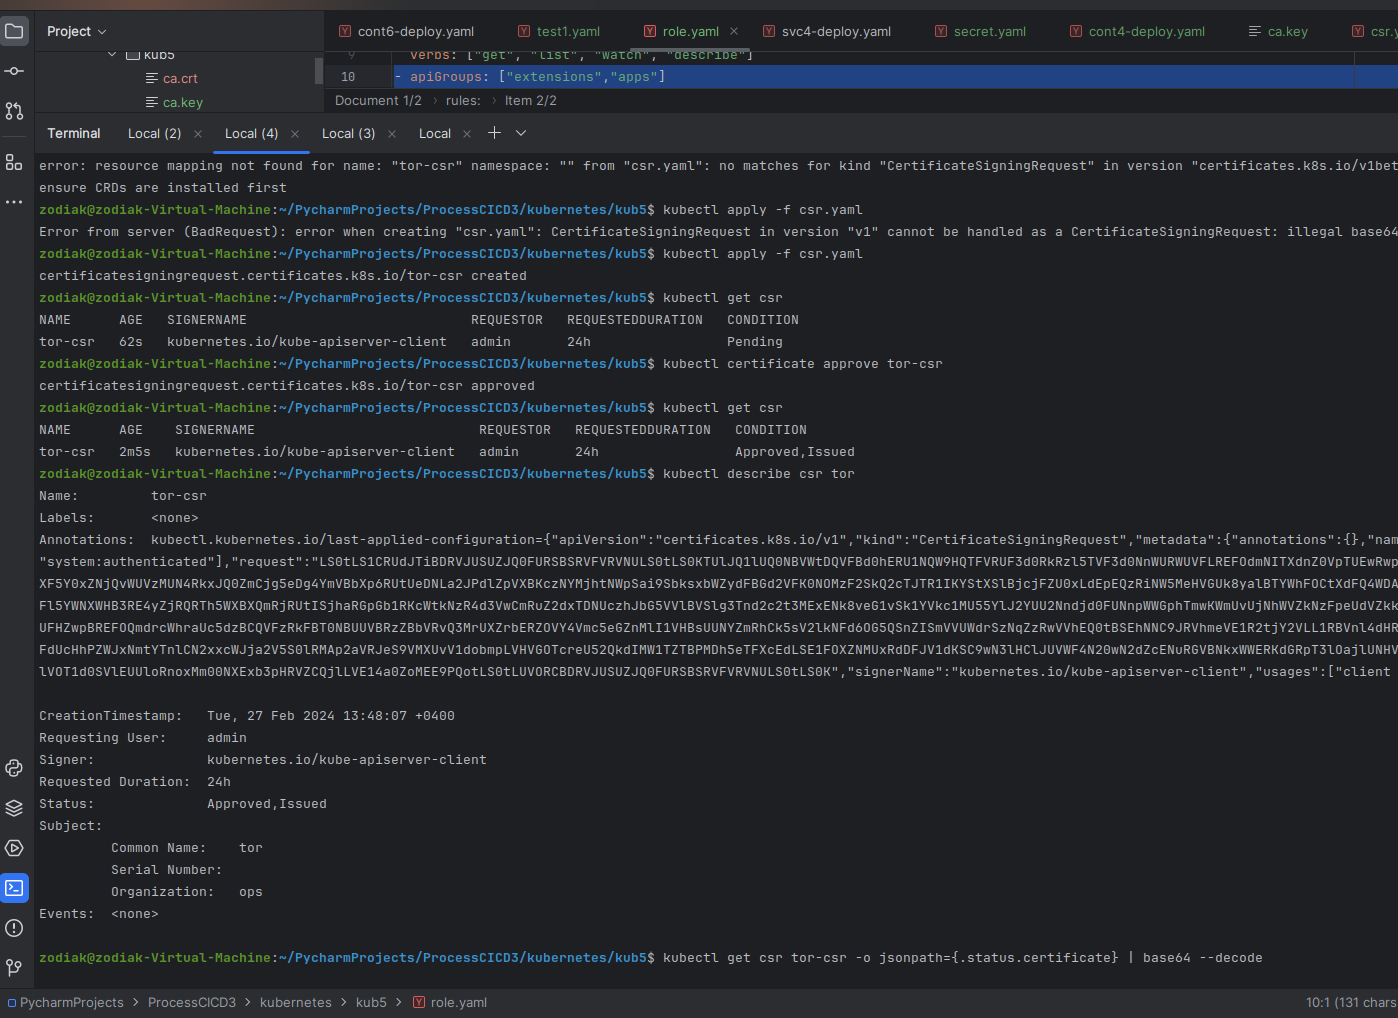 Project
cont6-deploy.yaml test1.yaml role.yaml svc4-deploy.yaml secret.yaml cont4-deploy.yaml ca.key csr.y
kub5
ca.crt
ca.key
9 verbs: ["get", "list", "watch", "describe"]
10 - apiGroups: ["extensions","apps"]
Document 1/2 › rules: › Item 2/2
Terminal Local (2) × Local (4) × Local (3) × Local ×
error: resource mapping not found for name: "tor-csr" namespace: "" from "csr.yaml": no matches for kind "CertificateSigningRequest" in version "certificates.k8s.io/v1bet
ensure CRDs are installed first
zodiak@zodiak-Virtual-Machine:~/PycharmProjects/ProcessCICD3/kubernetes/kub5$ kubectl apply -f csr.yaml
Error from server (BadRequest): error when creating "csr.yaml": CertificateSigningRequest in version "v1" cannot be handled as a CertificateSigningRequest: illegal base64
zodiak@zodiak-Virtual-Machine:~/PycharmProjects/ProcessCICD3/kubernetes/kub5$ kubectl apply -f csr.yaml
certificatesigningrequest.certificates.k8s.io/tor-csr created
zodiak@zodiak-Virtual-Machine:~/PycharmProjects/ProcessCICD3/kubernetes/kub5$ kubectl get csr
NAME AGE SIGNERNAME REQUESTOR REQUESTEDDURATION CONDITION
tor-csr 62s kubernetes.io/kube-apiserver-client admin 24h Pending
zodiak@zodiak-Virtual-Machine:~/PycharmProjects/ProcessCICD3/kubernetes/kub5$ kubectl certificate approve tor-csr
certificatesigningrequest.certificates.k8s.io/tor-csr approved
zodiak@zodiak-Virtual-Machine:~/PycharmProjects/ProcessCICD3/kubernetes/kub5$ kubectl get csr
NAME AGE SIGNERNAME REQUESTOR REQUESTEDDURATION CONDITION
tor-csr 2m5s kubernetes.io/kube-apiserver-client admin 24h Approved,Issued
zodiak@zodiak-Virtual-Machine:~/PycharmProjects/ProcessCICD3/kubernetes/kub5$ kubectl describe csr tor
Name: tor-csr
Labels: <none>
Annotations: kubectl.kubernetes.io/last-applied-configuration={"apiVersion":"certificates.k8s.io/v1","kind":"CertificateSigningRequest","metadata":{"annotations":{},"nam
"system:authenticated"],"request":
"signerName":"kubernetes.io/kube-apiserver-client","usages":["client
CreationTimestamp: Tue, 27 Feb 2024 13:48:07 +0400
Requesting User: admin
Signer: kubernetes.io/kube-apiserver-client
Requested Duration: 24h
Status: Approved,Issued
Subject:
Common Name: tor
Serial Number:
Organization: ops
Events: <none>
zodiak@zodiak-Virtual-Machine:~/PycharmProjects/ProcessCICD3/kubernetes/kub5$ kubectl get csr tor-csr -o jsonpath={.status.certificate} | base64 --decode
PycharmProjects › ProcessCICD3 › kubernetes › kub5 › role.yaml 10:1 (131 chars